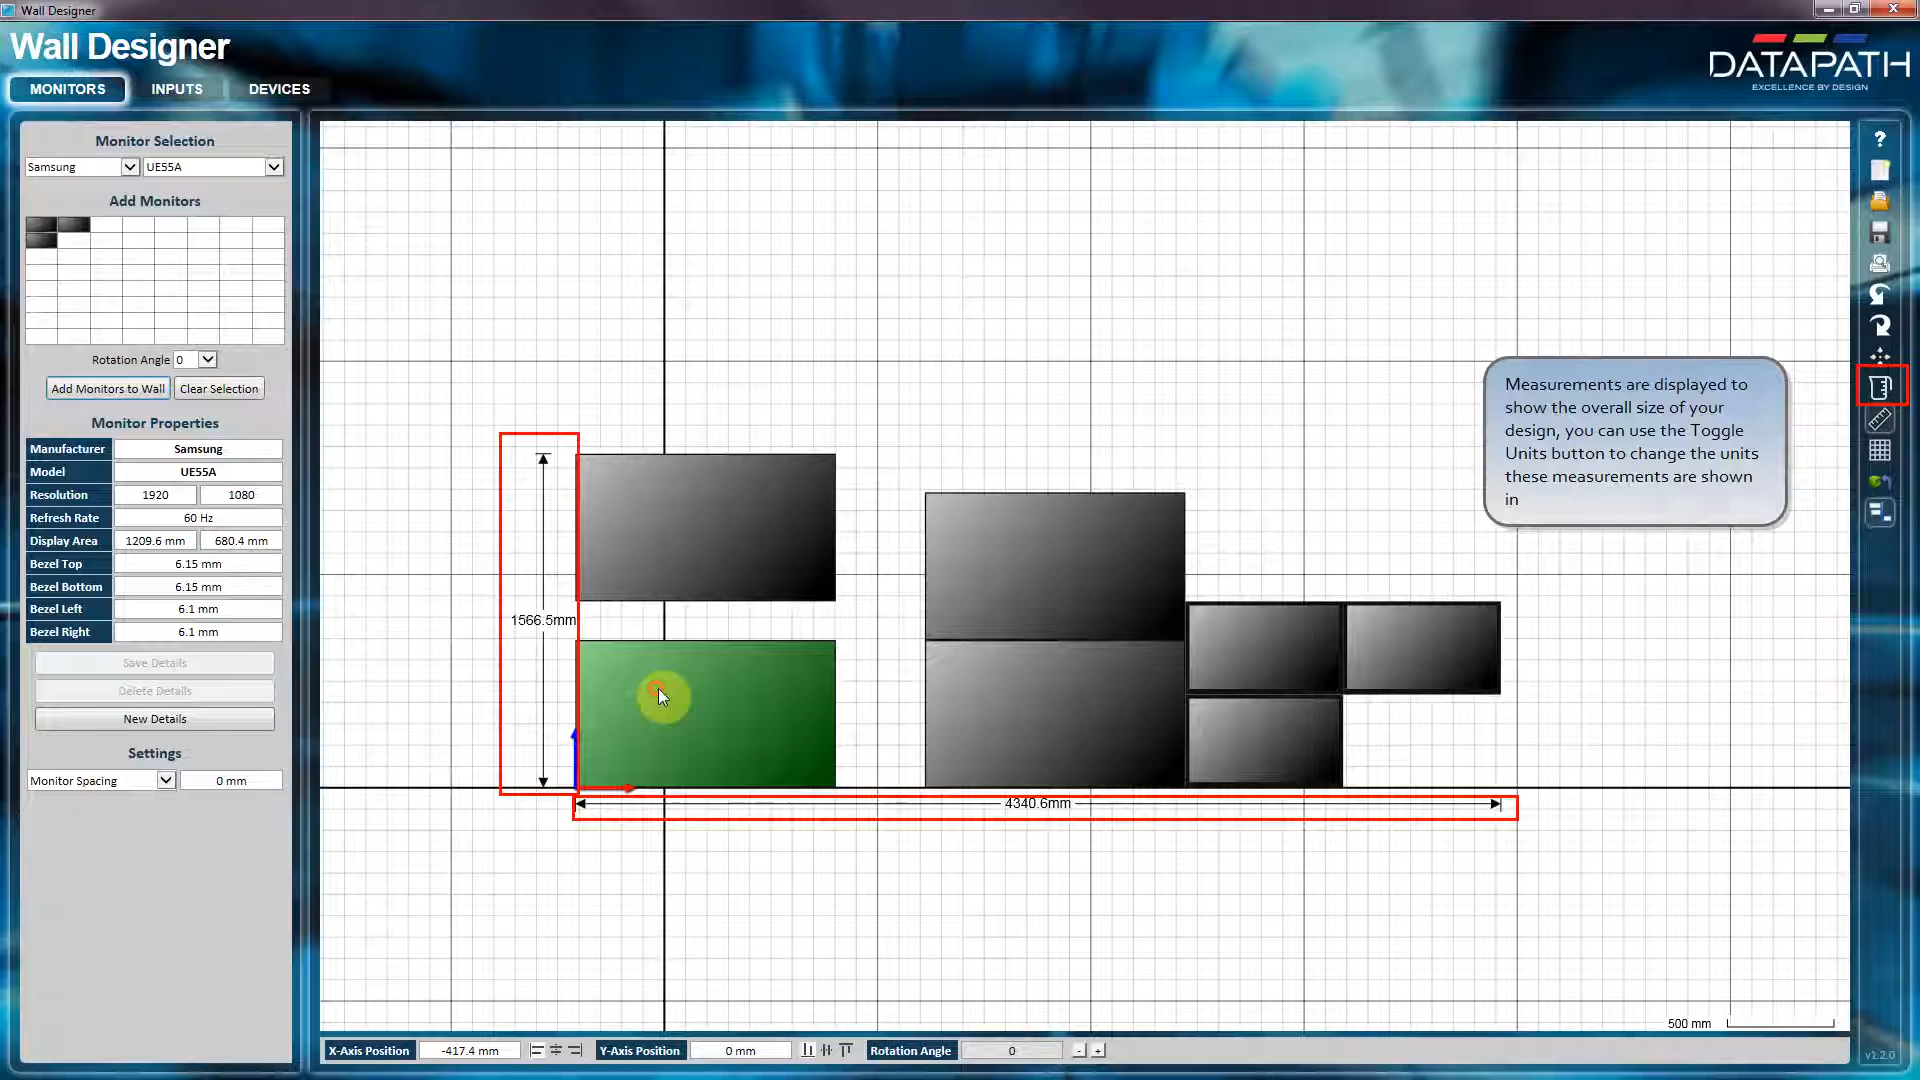 Wall Designer
Wall Designer
DATAPATH
EXCELLENCE BY DESIGN
MONITORS
INPUTS
DEVICES
Monitor Selection
Samsung
UE55A
Add Monitors
Rotation Angle
0
Add Monitors to Wall
Clear Selection
Monitor Properties
Manufacturer
Samsung
Model
UE55A
Resolution
1920
1080
Refresh Rate
60 Hz
Display Area
1209.6 mm
680.4 mm
Bezel Top
6.15 mm
Bezel Bottom
6.15 mm
Bezel Left
6.1 mm
Bezel Right
6.1 mm
Save Details
Delete Details
New Details
Settings
Monitor Spacing
0 mm
1566.5mm
4340.6mm
Measurements are displayed to
show the overall size of your
design, you can use the Toggle
Units button to change the units
these measurements are shown
in
?
500 mm
X-Axis Position
-417.4 mm
Y-Axis Position
0 mm
Rotation Angle
0
-
+
v1.2.0